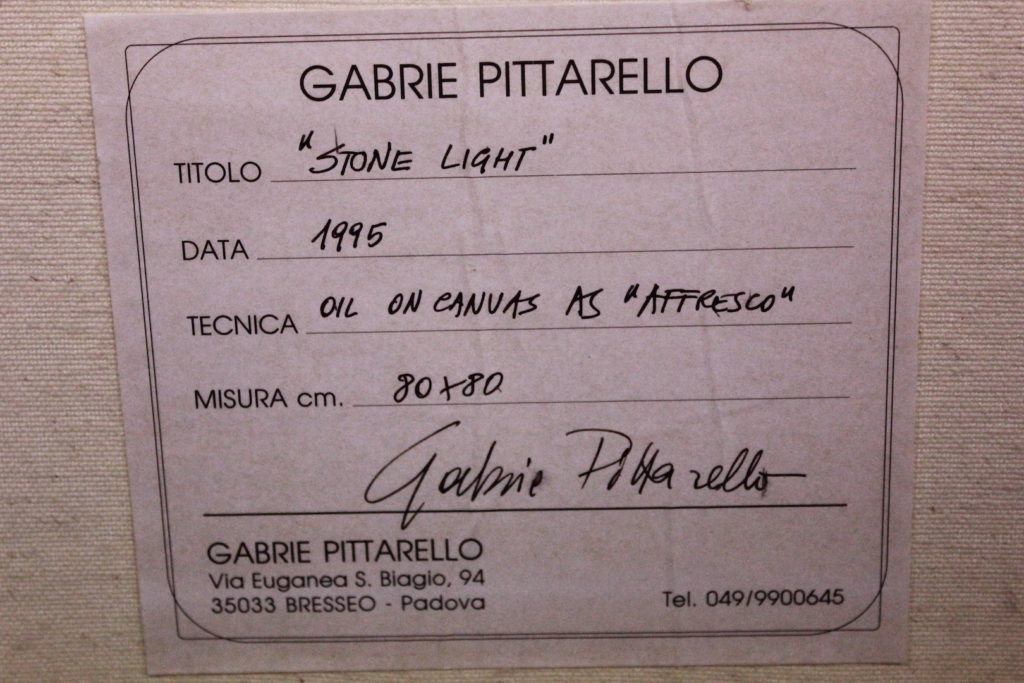 GABRIE PITTARELLO
TITOLO "STONE LIGHT"
DATA 1995
TECNICA OIL ON CANVAS AS "AFFRESCO"
MISURA cm. 80x80
Gabrie Pittarello
GABRIE PITTARELLO
Via Euganea S. Biagio, 94
35033 BRESSEO - Padova Tel. 049/9900645